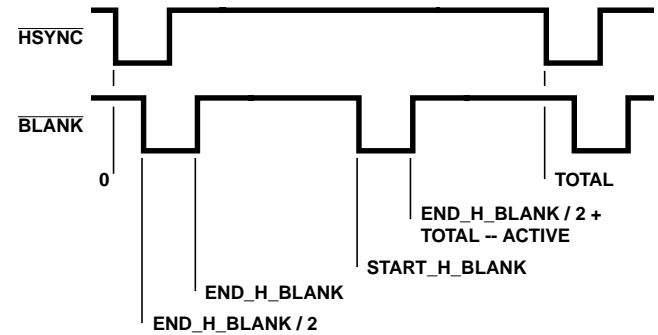 HSYNC
BLANK
0
TOTAL
END_H_BLANK / 2 +
TOTAL -- ACTIVE
START_H_BLANK
END_H_BLANK
END_H_BLANK / 2